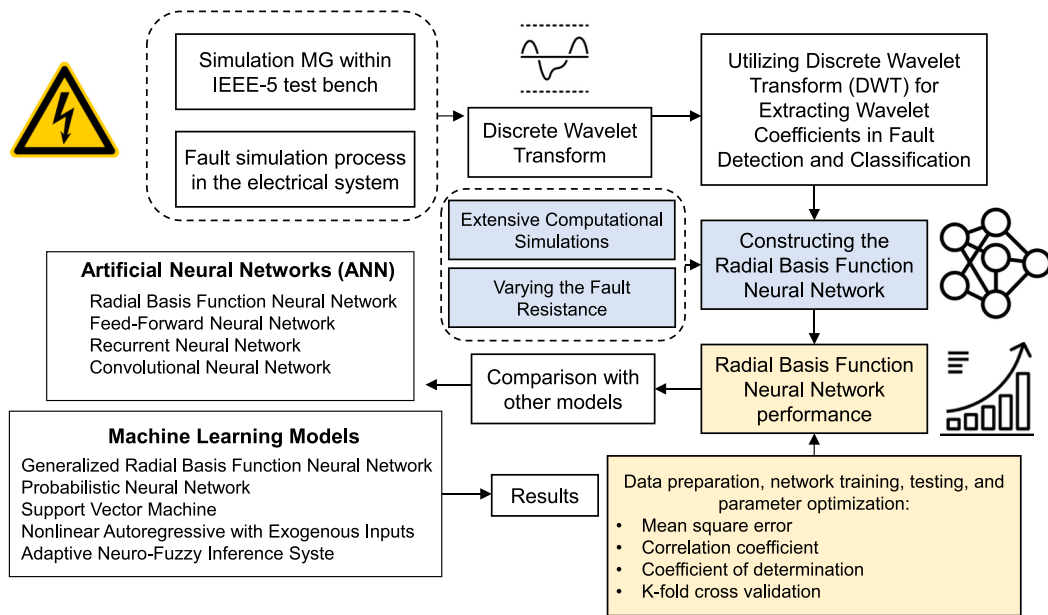 Simulation MG within
IEEE-5 test bench
Fault simulation process
in the electrical system
Discrete Wavelet
Transform
Utilizing Discrete Wavelet
Transform (DWT) for
Extracting Wavelet
Coefficients in Fault
Detection and Classification
Extensive Computational
Simulations
Varying the Fault
Resistance
Constructing the
Radial Basis Function
Neural Network
Radial Basis Function
Neural Network
performance
Data preparation, network training, testing, and
parameter optimization:
• Mean square error
• Correlation coefficient
• Coefficient of determination
• K-fold cross validation
Comparison with
other models
Artificial Neural Networks (ANN)
Radial Basis Function Neural Network
Feed-Forward Neural Network
Recurrent Neural Network
Convolutional Neural Network
Machine Learning Models
Generalized Radial Basis Function Neural Network
Probabilistic Neural Network
Support Vector Machine
Nonlinear Autoregressive with Exogenous Inputs
Adaptive Neuro-Fuzzy Inference Syste
Results